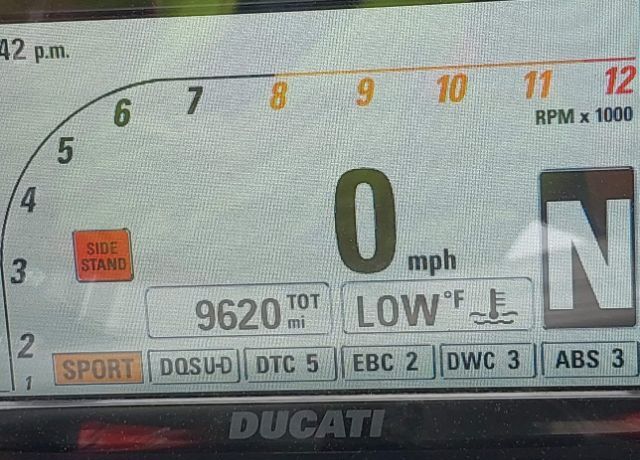 42 p.m.
1 2 3 4 5 6 7 8 9 10 11 12
RPM x 1000
SIDE
STAND
0 mph
N
9620 TOT
mi
LOW °F
SPORT DQSU-D DTC 5 EBC 2 DWC 3 ABS 3
DUCATI